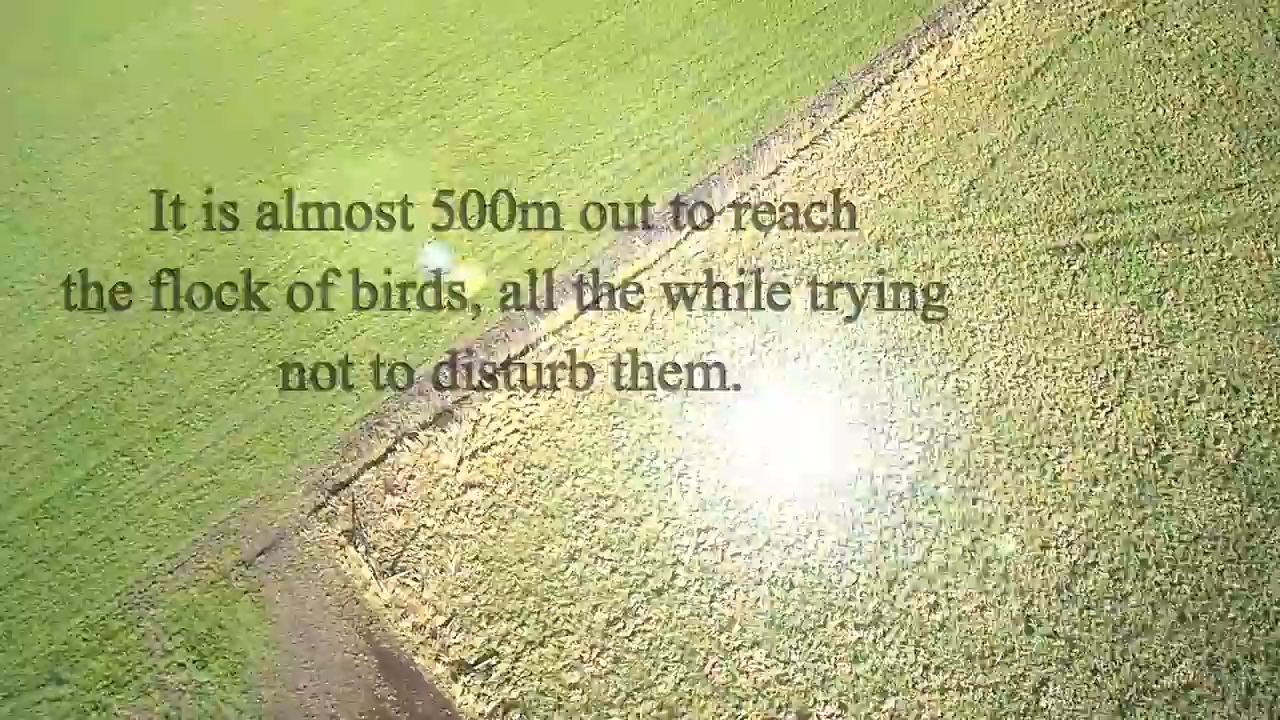 It is almost 500m out to reach
the flock of birds, all the while trying
not to disturb them.